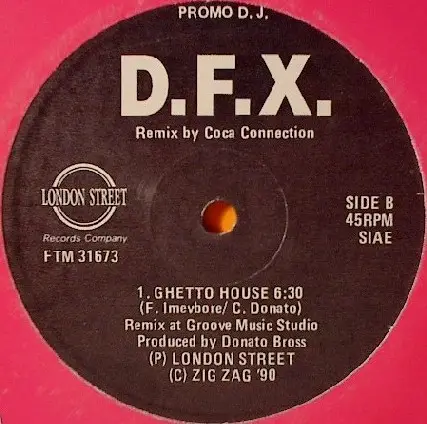 PROMO D.J.
D.F.X.
Remix by Coca Connection
LONDON STREET
Records Company
FTM 31673
SIDE B
45RPM
SIAE
1. GHETTO HOUSE 6:30
(F. Imevbore/ C. Donato)
Remix at Groove Music Studio
Produced by Donato Bross
(P) LONDON STREET
(C) ZIG ZAG '90